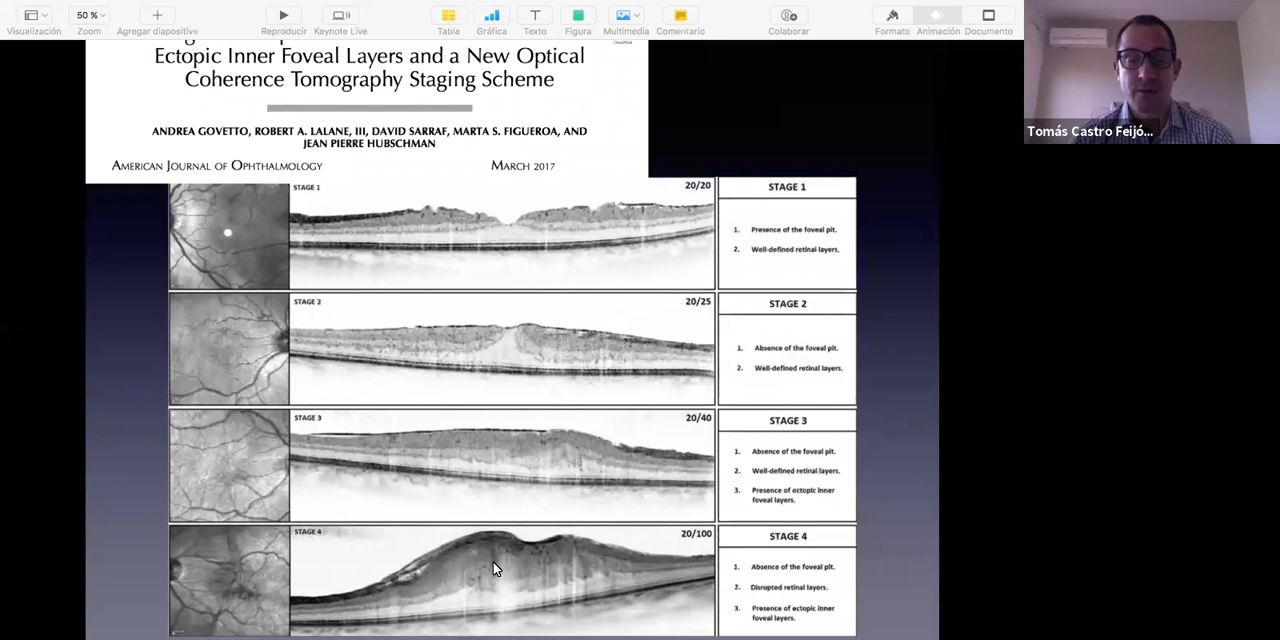 50 %
Visualización
Zoom
Agregar diapositiva
Reproducir
Keynote Live
Tabla
Gráfica
Texto
Figura
Multimedia
Comentario
Colaborar
Formato
Animación
Documento
Tomás Castro Feijó...
Ectopic Inner Foveal Layers and a New Optical
Coherence Tomography Staging Scheme
ANDREA GOVETTO, ROBERT A. LALANE, III, DAVID SARRAF, MARTA S. FIGUEROA, AND
JEAN PIERRE HUBSCHMAN
AMERICAN JOURNAL OF OPHTHALMOLOGY MARCH 2017
STAGE 1 20/20 STAGE 1
1. Presence of the foveal pit.
2. Well-defined retinal layers.
STAGE 2 20/25 STAGE 2
1. Absence of the foveal pit.
2. Well-defined retinal layers.
STAGE 3 20/40 STAGE 3
1. Absence of the foveal pit.
2. Well-defined retinal layers.
3. Presence of ectopic inner
foveal layers.
STAGE 4 20/100 STAGE 4
1. Absence of the foveal pit.
2. Disrupted retinal layers.
3. Presence of ectopic inner
foveal layers.